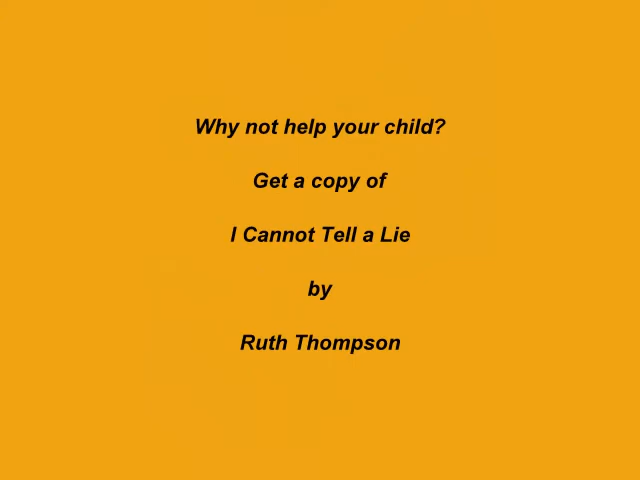 Why not help your child?
Get a copy of
I Cannot Tell a Lie
by
Ruth Thompson